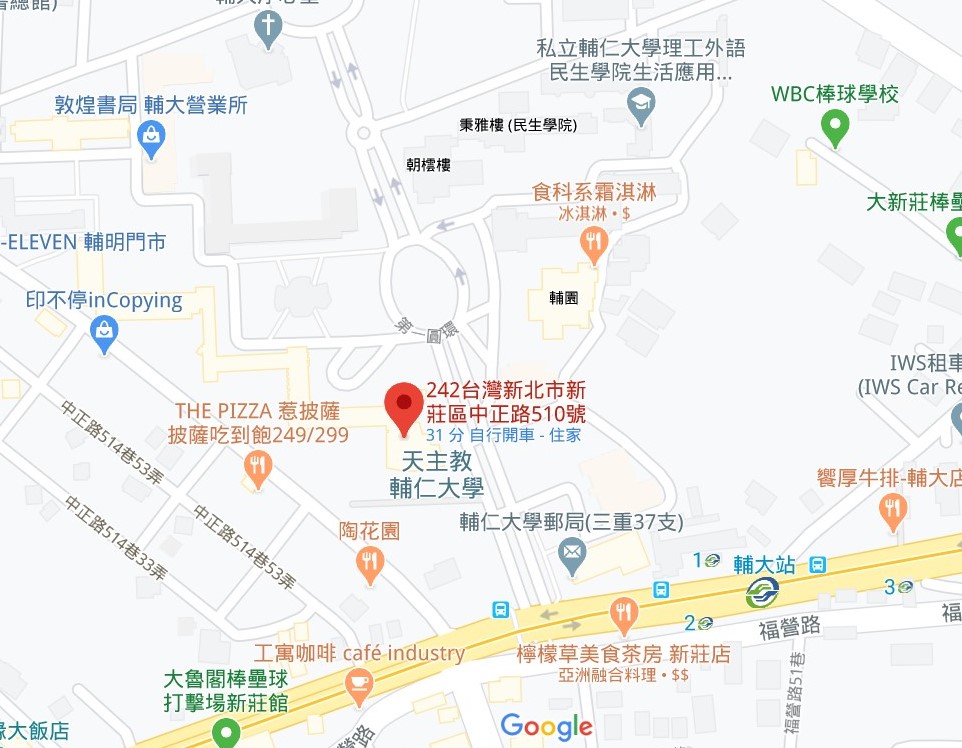 敦煌書局 輔大營業所
私立輔仁大學理工外語
民生學院生活應用...
WBC棒球學校
秉雅樓 (民生學院)
朝橒樓
食科系霜淇淋
冰淇淋・$
大新莊棒壘
-ELEVEN 輔明門市
印不停inCopying
輔園
第一圓環
IWS租車
(IWS Car Re
242台灣新北市新
莊區中正路510號
31 分 自行開車 - 住家
THE PIZZA 惹披薩
披薩吃到飽249/299
天主教
輔仁大學
中正路514巷53弄
中正路514巷33弄
中正路514巷53弄
饗厚牛排-輔大店
輔仁大學郵局(三重37支)
陶花園
1
輔大站
3
2
福營路
福
工寓咖啡 café industry
檸檬草美食茶房 新莊店
亞洲融合料理・$$
大魯閣棒壘球
打擊場新莊館
福營路51巷
大飯店
營路
Google